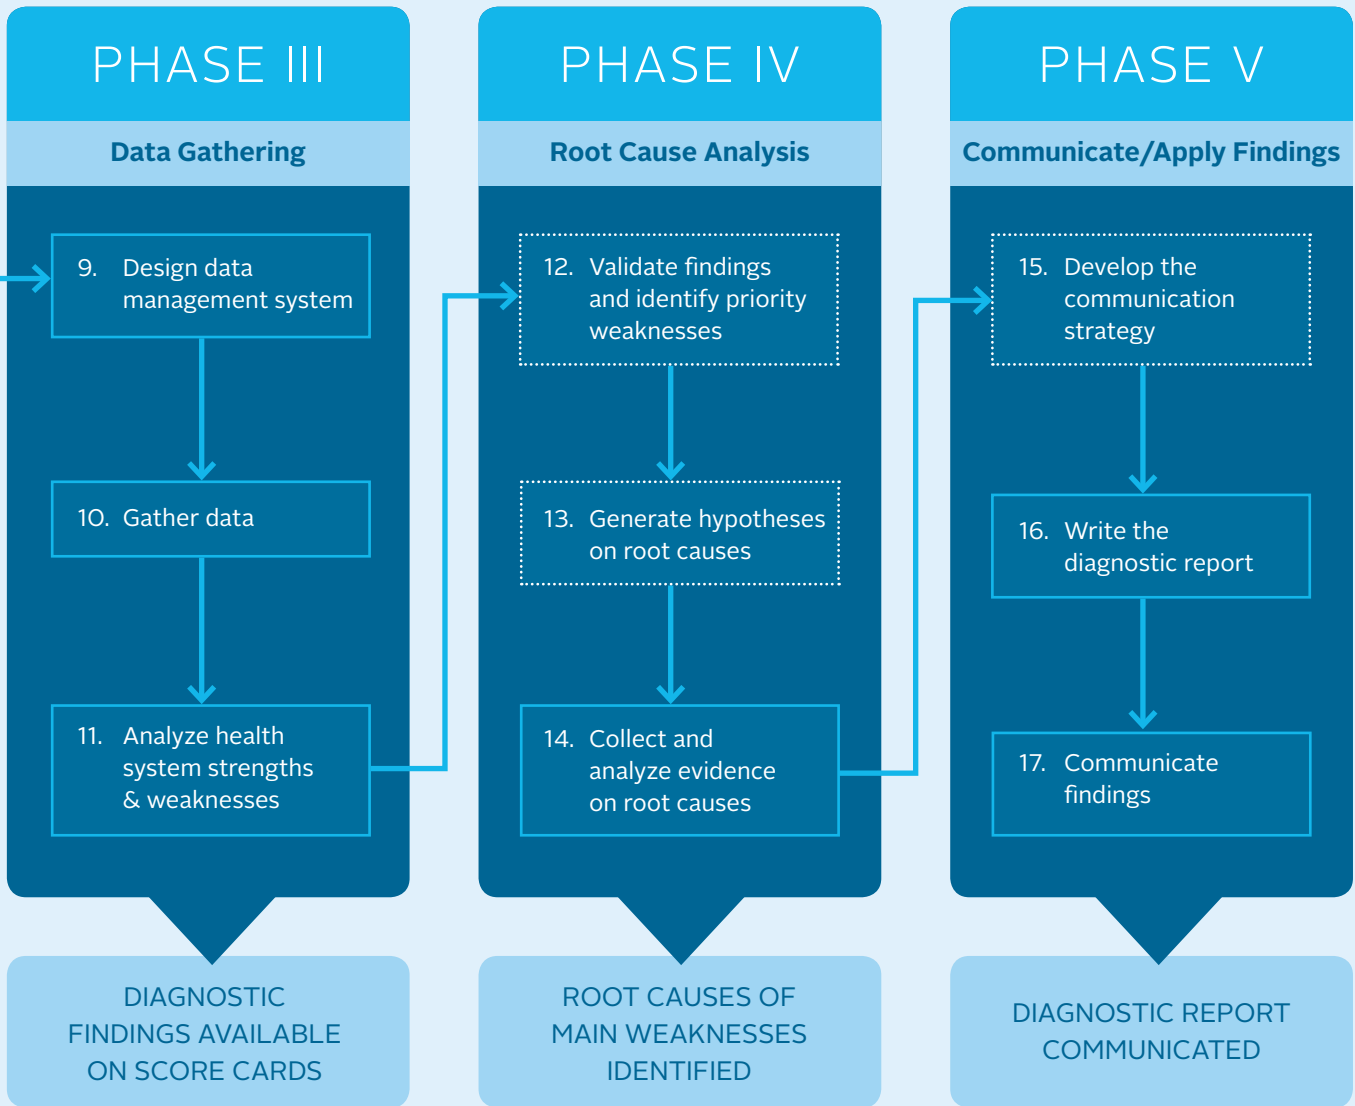 PHASE III
Data Gathering
9. Design data
management system
10. Gather data
11. Analyze health
system strengths
& weaknesses
DIAGNOSTIC
FINDINGS AVAILABLE
ON SCORE CARDS
PHASE IV
Root Cause Analysis
12. Validate findings
and identify priority
weaknesses
13. Generate hypotheses
on root causes
14. Collect and
analyze evidence
on root causes
ROOT CAUSES OF
MAIN WEAKNESSES
IDENTIFIED
PHASE V
Communicate/Apply Findings
15. Develop the
communication
strategy
16. Write the
diagnostic report
17. Communicate
findings
DIAGNOSTIC REPORT
COMMUNICATED